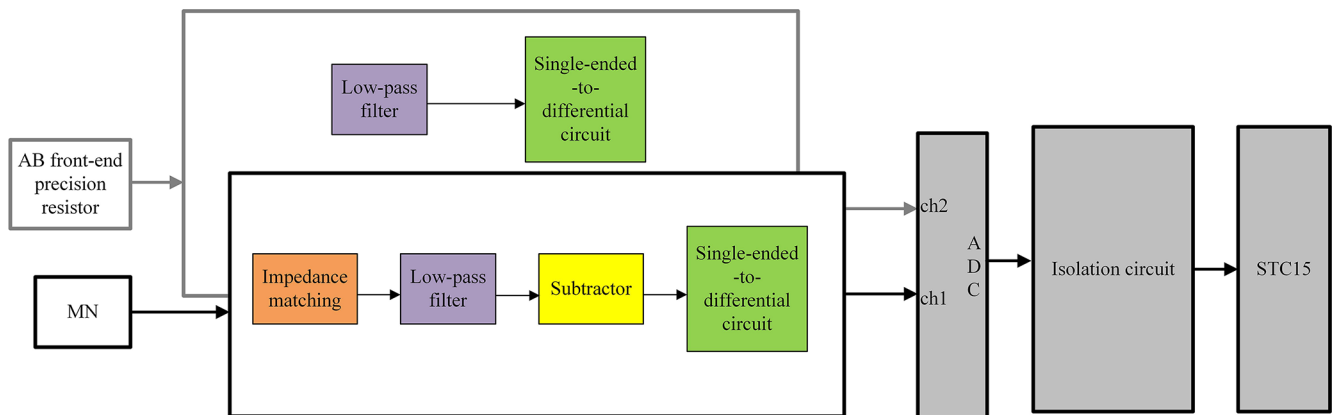 Low-pass
filter
Single-ended
-to-
differential
circuit
AB front-end
precision
resistor
MN
Impedance
matching
Low-pass
filter
Subtractor
Single-ended
-to-
differential
circuit
ch2
ch1
A
D
C
Isolation circuit
STC15